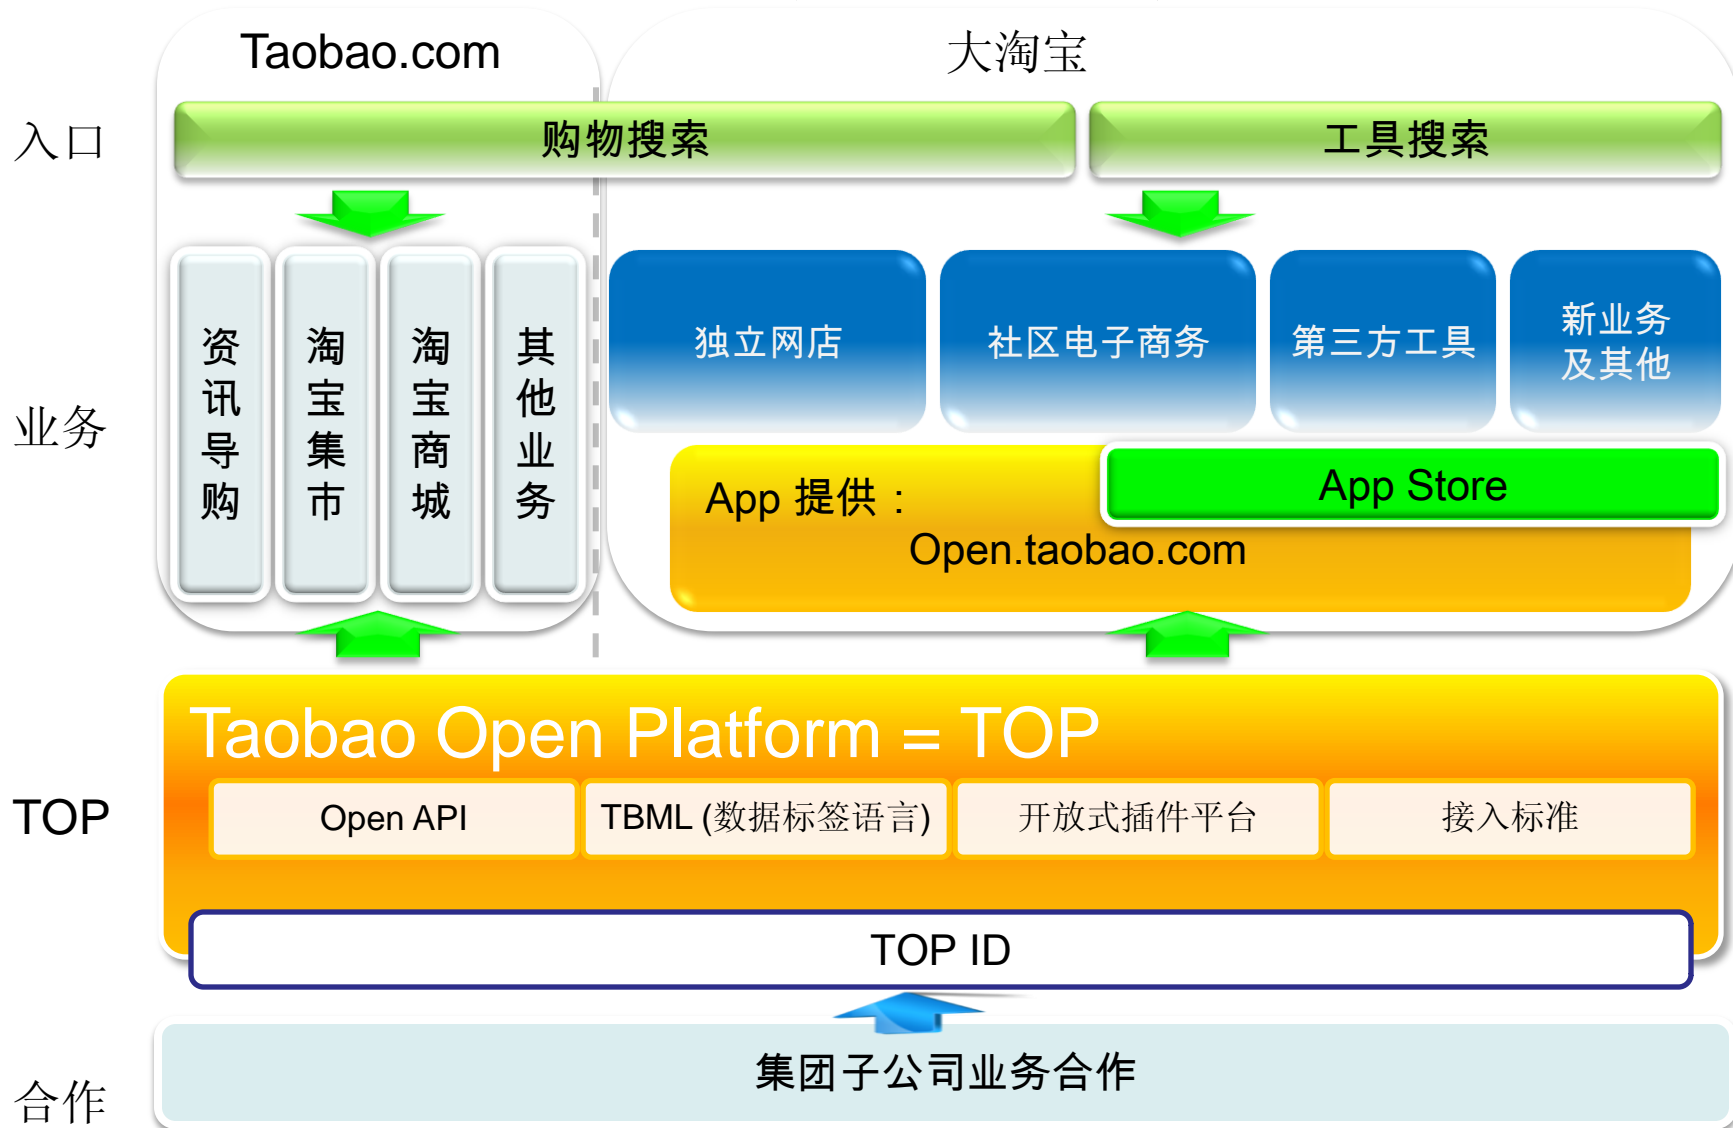 Taobao.com
大淘宝
入口
购物搜索
工具搜索
业务
资讯导购
淘宝集市
淘宝商城
其他业务
独立网店
社区电子商务
第三方工具
新业务
及其他
App 提供：
App Store
Open.taobao.com
TOP
Taobao Open Platform = TOP
Open API
TBML (数据标签语言)
开放式插件平台
接入标准
TOP ID
合作
集团子公司业务合作